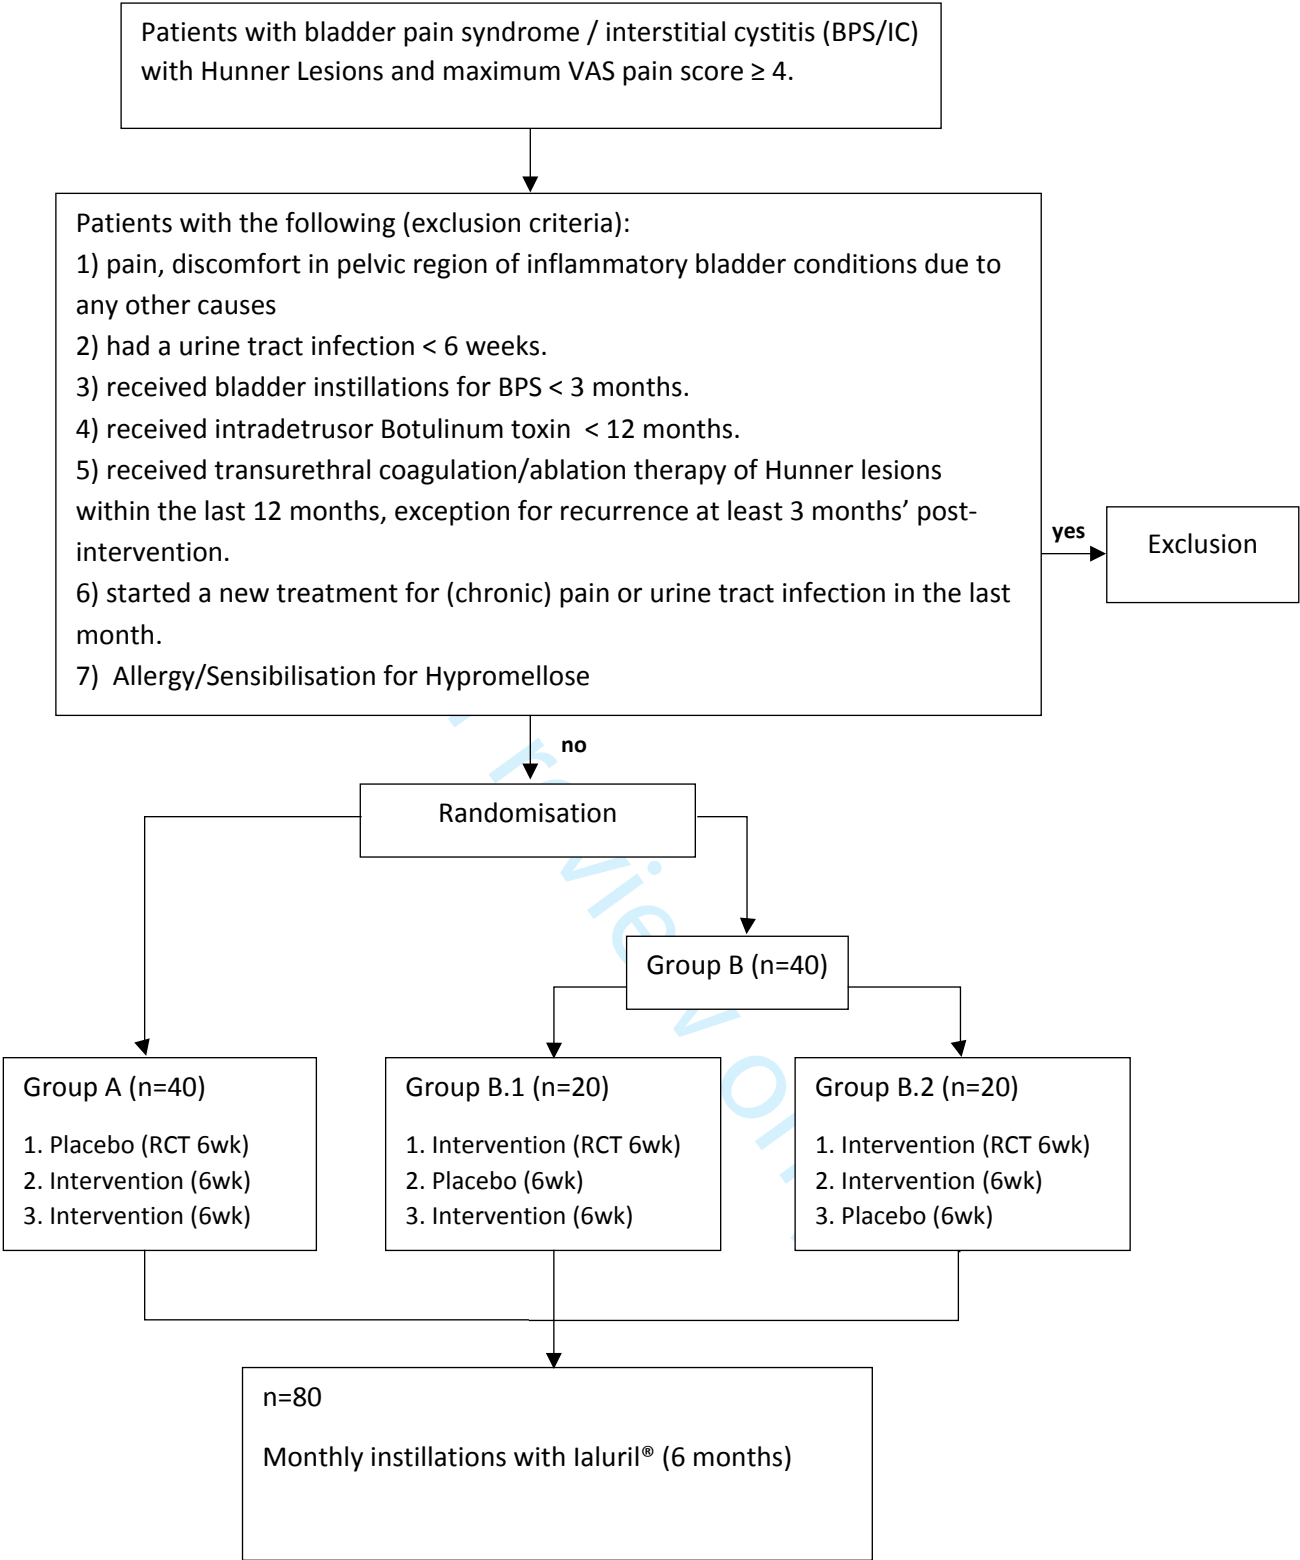 Patients with bladder pain syndrome / interstitial cystitis (BPS/IC)
with Hunner Lesions and maximum VAS pain score ≥ 4.
Patients with the following (exclusion criteria):
1) pain, discomfort in pelvic region of inflammatory bladder conditions due to
any other causes
2) had a urine tract infection < 6 weeks.
3) received bladder instillations for BPS < 3 months.
4) received intradetrusor Botulinum toxin  < 12 months.
5) received transurethral coagulation/ablation therapy of Hunner lesions
within the last 12 months, exception for recurrence at least 3 months’ post-
intervention.
6) started a new treatment for (chronic) pain or urine tract infection in the last
month.
7)  Allergy/Sensibilisation for Hypromellose
yes
Exclusion
no
Randomisation
Group B (n=40)
Group A (n=40)
1. Placebo (RCT 6wk)
2. Intervention (6wk)
3. Intervention (6wk)
Group B.1 (n=20)
1. Intervention (RCT 6wk)
2. Placebo (6wk)
3. Intervention (6wk)
Group B.2 (n=20)
1. Intervention (RCT 6wk)
2. Intervention (6wk)
3. Placebo (6wk)
n=80
Monthly instillations with Ialuril® (6 months)